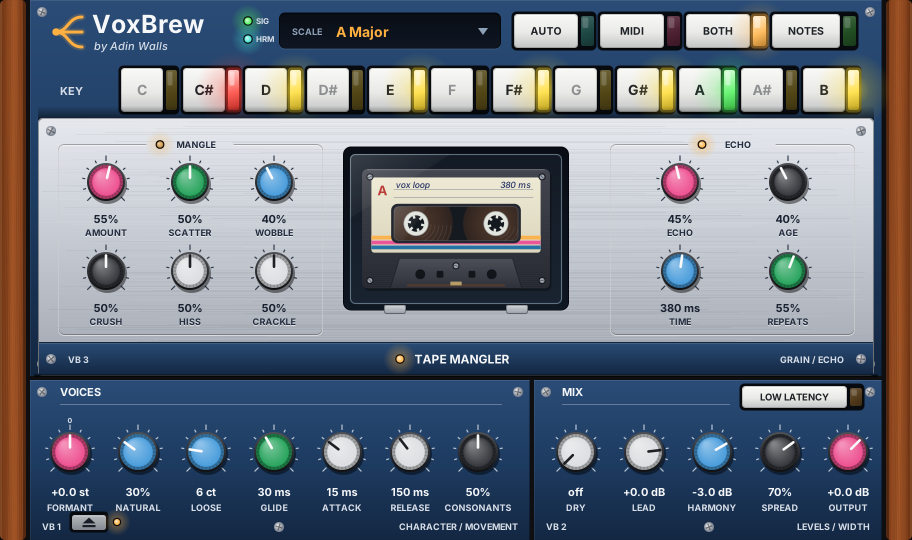 VoxBrew
by Adin Walls
SIG
HRM
SCALE A Major
AUTO MIDI BOTH NOTES
KEY C C# D D# E F F# G G# A A# B
MANGLE
55% 50% 40%
AMOUNT SCATTER WOBBLE
50% 50% 50%
CRUSH HISS CRACKLE
A vox loop 380 ms
ECHO
45% 40%
ECHO AGE
380 ms 55%
TIME REPEATS
VB 3 TAPE MANGLER GRAIN / ECHO
VOICES
0
+0.0 st 30% 6 ct 30 ms 15 ms 150 ms 50%
FORMANT NATURAL LOOSE GLIDE ATTACK RELEASE CONSONANTS
VB 1 CHARACTER / MOVEMENT
MIX LOW LATENCY
off +0.0 dB -3.0 dB 70% +0.0 dB
DRY LEAD HARMONY SPREAD OUTPUT
VB 2 LEVELS / WIDTH